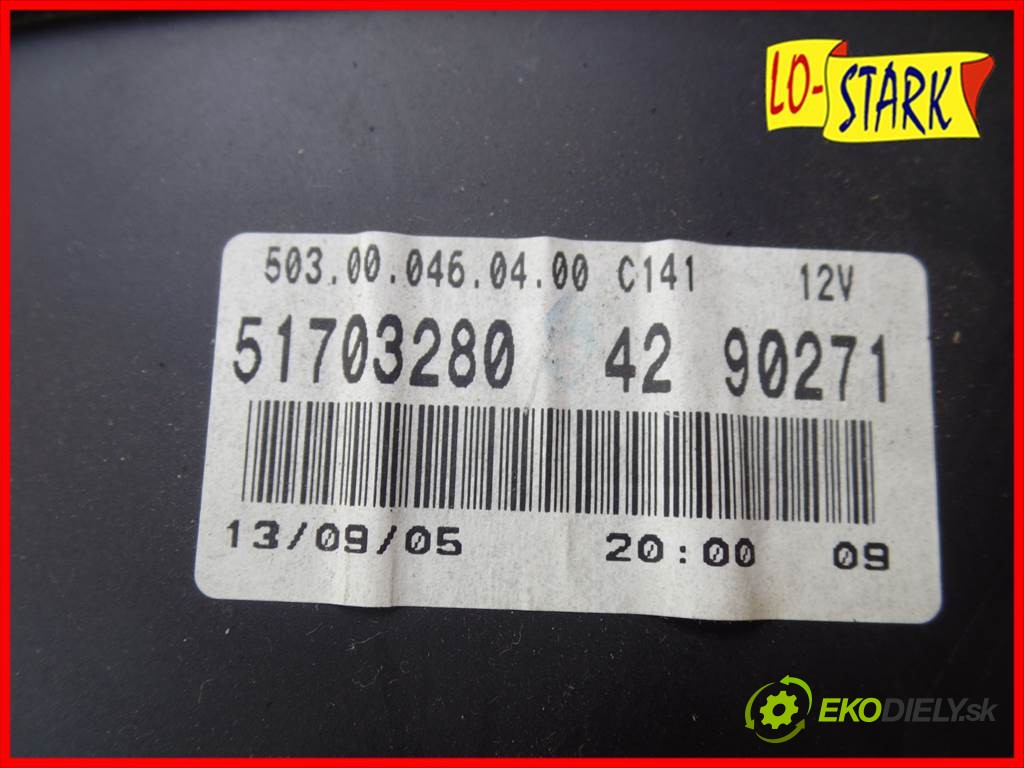 LO-STARK
503.00.046.04.00 C141 12V
51703280 42 90271
13/09/05 20:00 09
EKODIELY.sk